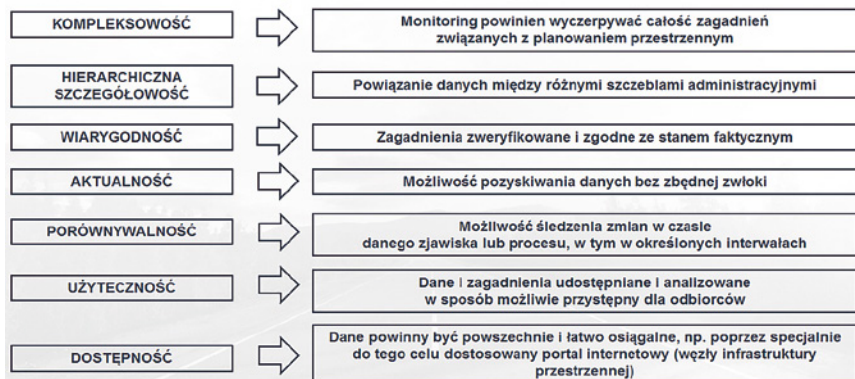 KOMPLEKSOWOŚĆ
Monitoring powinien wyczerpywać całość zagadnień
związanych z planowaniem przestrzennym
HIERARCHICZNA
SZCZEGÓŁOWOŚĆ
Powiązanie danych między różnymi szczeblami administracyjnymi
WIARYGODNOŚĆ
Zagadnienia zweryfikowane i zgodne ze stanem faktycznym
AKTUALNOŚĆ
Możliwość pozyskiwania danych bez zbędnej zwłoki
PORÓWNYWALNOŚĆ
Możliwość śledzenia zmian w czasie
danego zjawiska lub procesu, w tym w określonych interwałach
UŻYTECZNOŚĆ
Dane i zagadnienia udostępniane i analizowane
w sposób możliwie przystępny dla odbiorców
DOSTĘPNOŚĆ
Dane powinny być powszechnie i łatwo osiągalne, np. poprzez specjalnie
do tego celu dostosowany portal internetowy (węzły infrastruktury
przestrzennej)